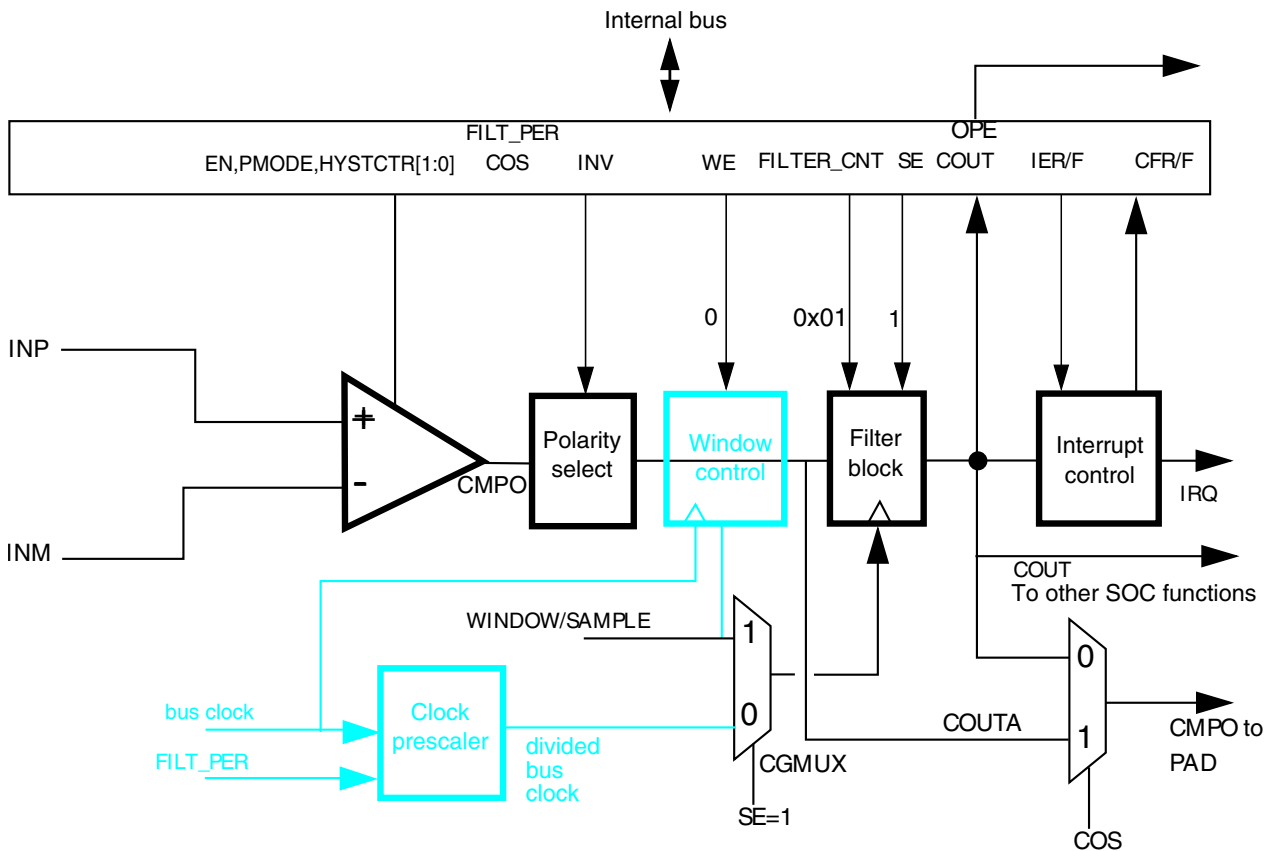 Internal bus
FILT_PER
OPE
EN,PMODE,HYSTCTR[1:0]
COS
INV
WE
FILTER_CNT
SE
COUT
IER/F
CFR/F
0
0x01
1
INP
+
-
INM
CMPO
Polarity
select
Window
control
Filter
block
Interrupt
control
IRQ
COUT
To other SOC functions
WINDOW/SAMPLE
1
0
CGMUX
SE=1
bus clock
FILT_PER
Clock
prescaler
divided
bus
clock
COUTA
0
1
CMPO to
PAD
COS